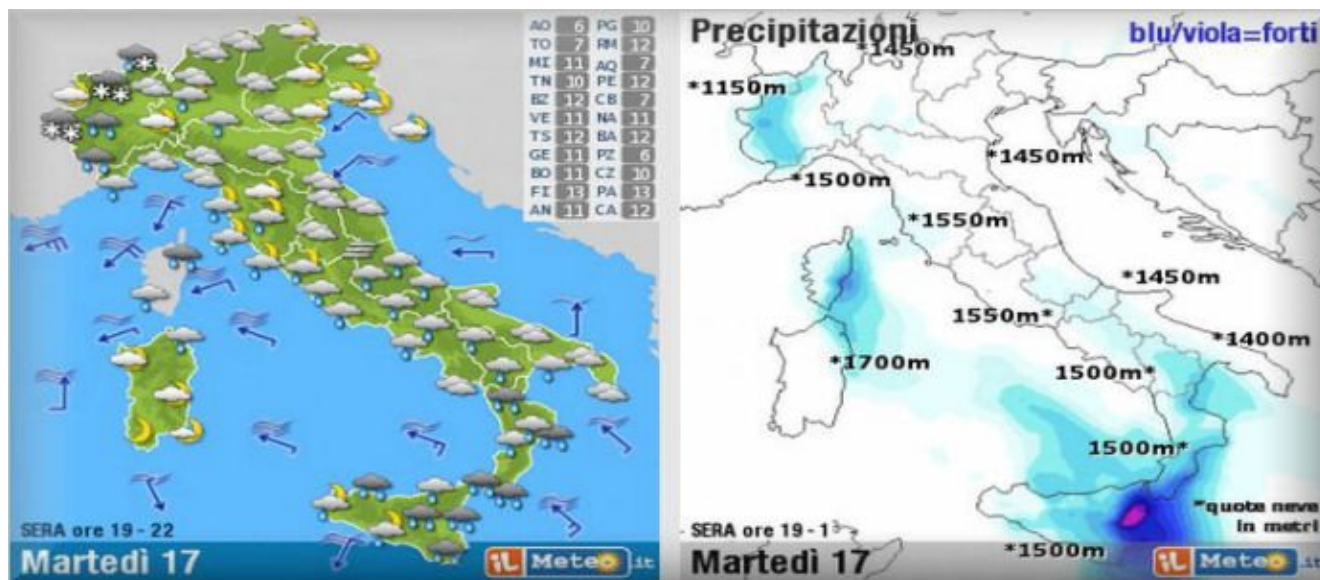 AO 6 PG 10
TO 7 RM 12
MI 11 AQ 7
TN 10 PE 12
BZ 12 CB 7
VE 11 NA 11
TS 12 BA 12
GE 11 PZ 6
BO 11 CZ 10
FI 13 PA 13
AN 11 CA 12
SERA ore 19 - 22
Martedì 17
iL Meteo.it
Precipitazioni
blu/viola=forti
*1450m
*1150m
*1450m
*1500m
*1550m
*1450m
1550m*
*1400m
*1700m
1500m*
1500m*
*quote neve
in metri
SERA ore 19 - 1
*1500m
Martedì 17
iL Meteo.it